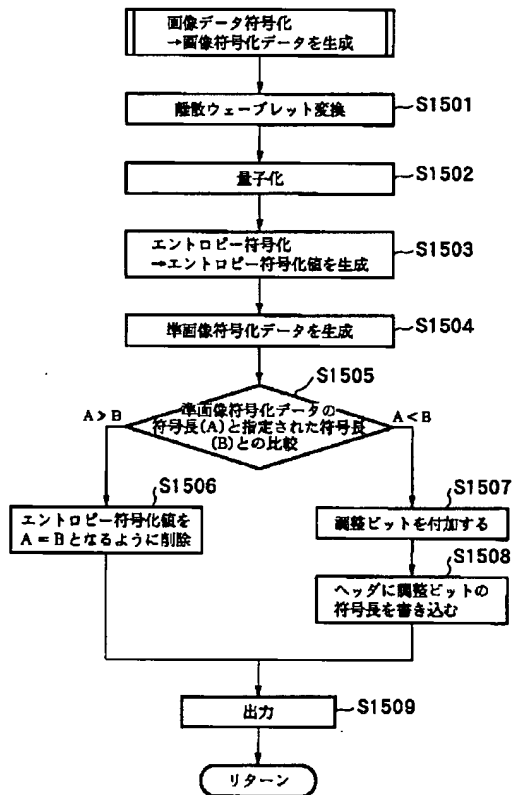 画像データ符号化
→画像符号化データを生成
離散ウェーブレット変換
S1501
量子化
S1502
エントロピー符号化
→エントロピー符号化値を生成
S1503
準画像符号化データを生成
S1504
S1505
A>B
準画像符号化データの
符号長(A)と指定された符号長
(B)との比較
A<B
S1506
エントロピー符号化値を
A=Bとなるように削除
S1507
調整ビットを付加する
S1508
ヘッダに調整ビットの
符号長を書き込む
出力
S1509
リターン